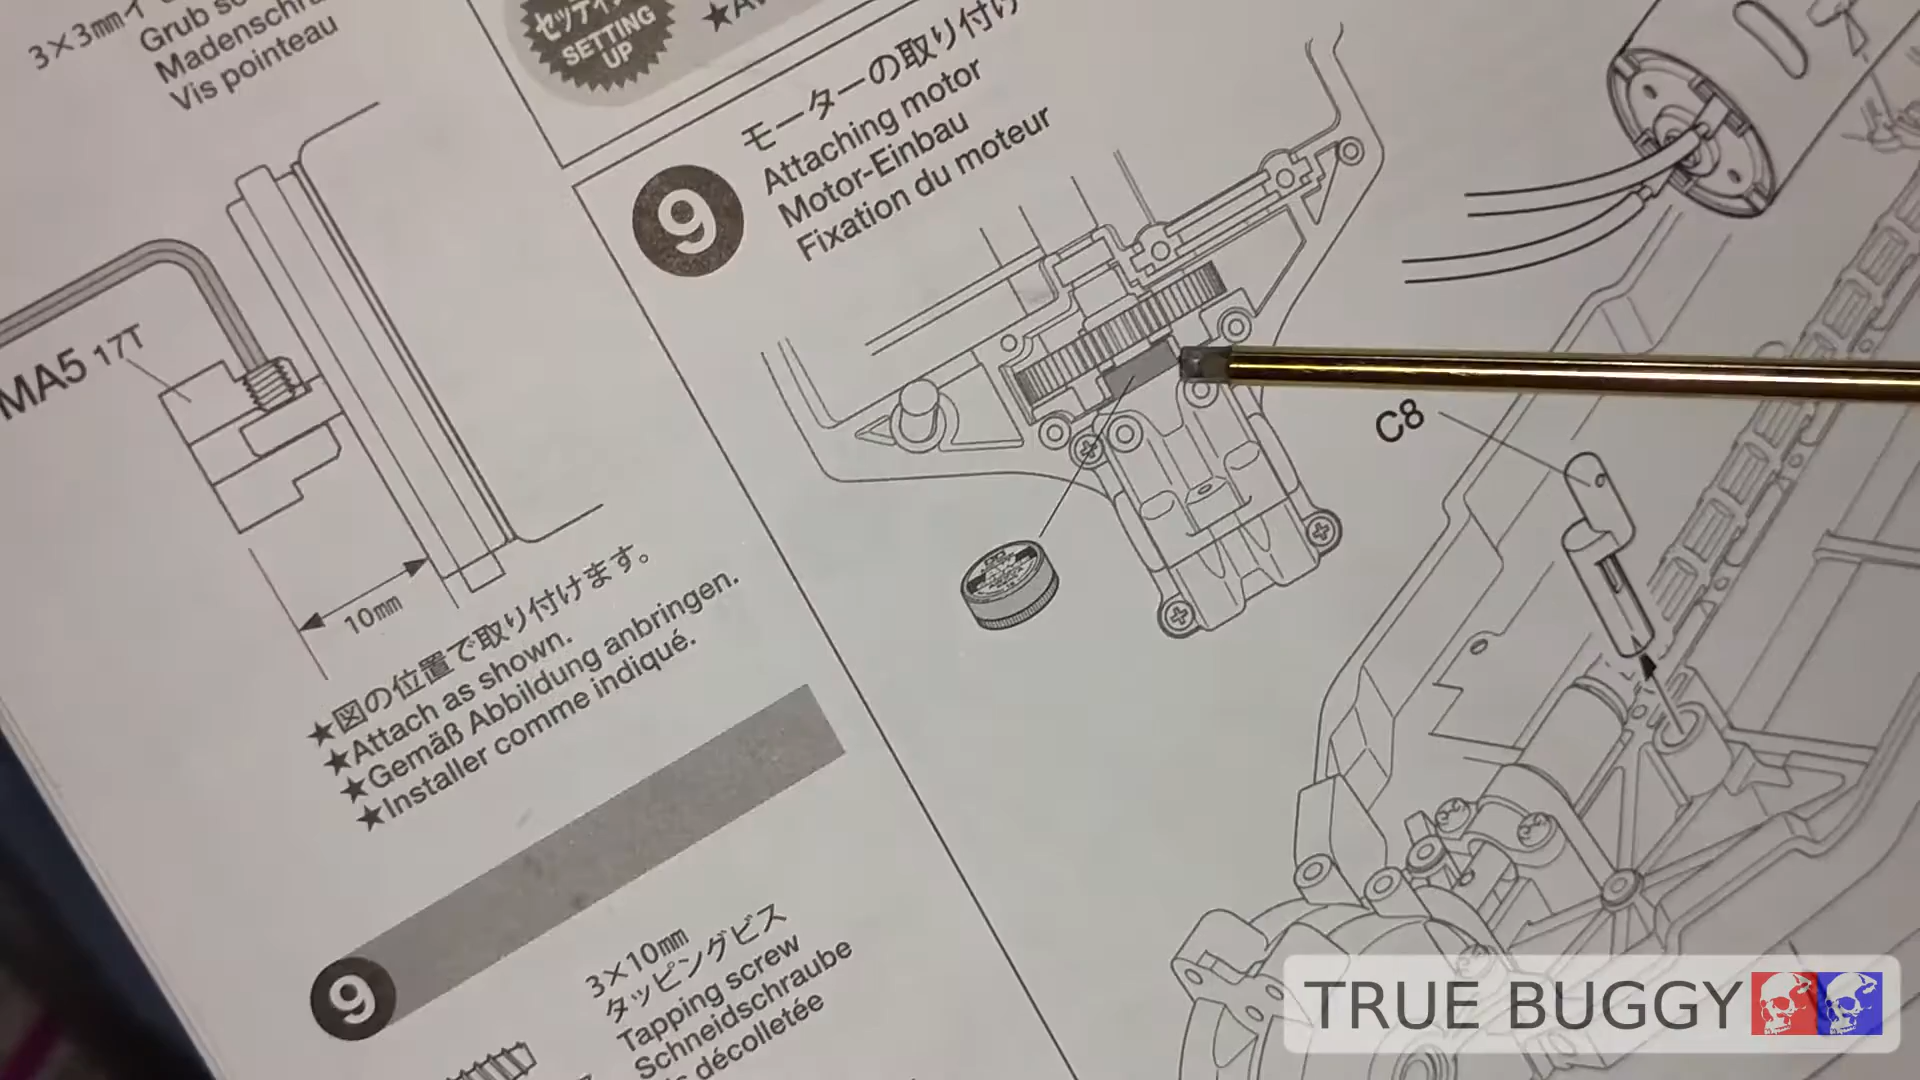 3×3mmイ
Grub
Madenschra
Vis pointeau
MA5 17T
10mm
★図の位置で取り付けます。
★Attach as shown.
★Gemäß Abbildung anbringen.
★Installer comme indiqué.
9
3×10mm
タッピングビス
Tapping screw
Schneidschraube
décolletée
SETTING
UP
9
モーターの取り付け
Attaching motor
Motor-Einbau
Fixation du moteur
C8
TRUE BUGGY